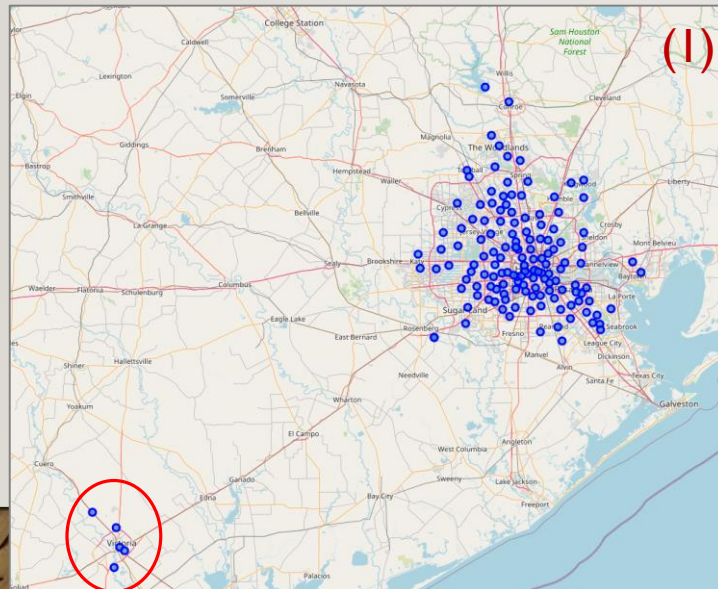 College Station
Sam Houston
National
Forest
(I)
Caldwell
Willis
Elgin
Lexington
Somerville
Navasota
Conroe
Cleveland
Magnolia
Giddings
Brenham
The Woodlands
Bastrop
Hempstead
Waller
Spring
Liberty
Smithville
Bellville
Cypress
Crosby
La Grange
Mont Belvieu
Sealy
Brookshire
Katy
Waelder
Flatonia
Schulenburg
Columbus
La Porte
Sugar Land
Rosenberg
Seabrook
East Bernard
Fresno
League City
Hallettsville
Eagle Lake
Manvel
Dickinson
Shiner
Needville
Alvin
Texas City
Santa Fe
Wharton
Yoakum
Galveston
El Campo
Angleton
West Columbia
Cuero
Ganado
Sweeny
Lake Jackson
Edna
Bay City
Freeport
Victoria
Palacios